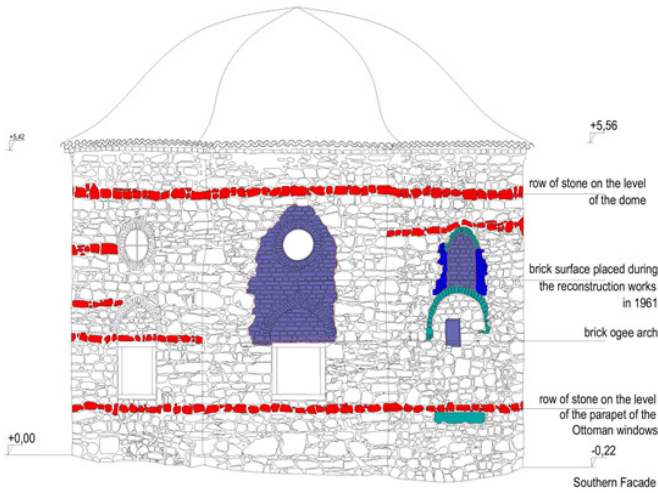 +5,56
+5,42
row of stone on the level
of the dome
brick surface placed during
the reconstruction works
in 1961
brick ogee arch
row of stone on the level
of the parapet of the
Ottoman windows
+0,00
-0,22
Southern Facade